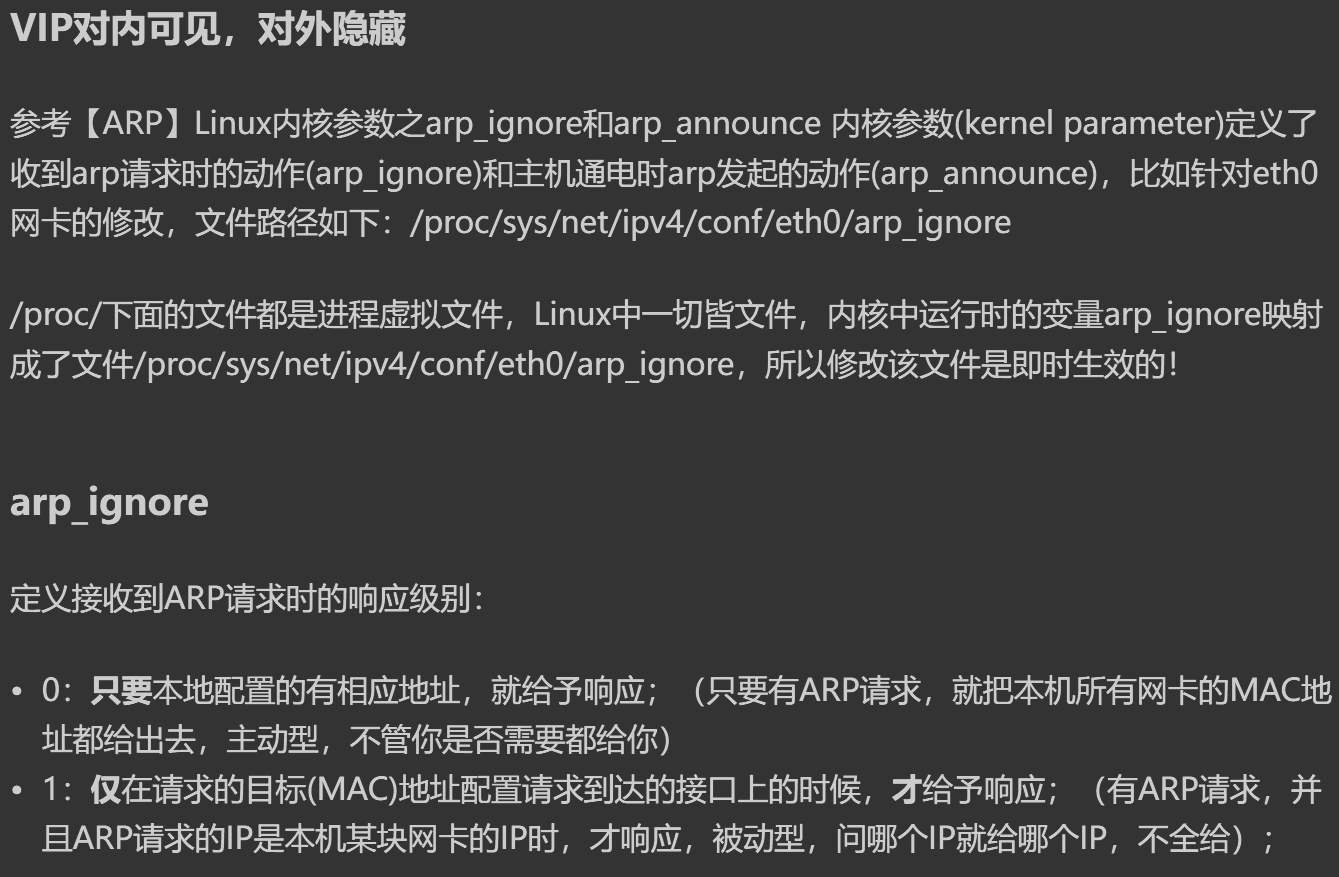 VIP对内可见，对外隐藏
参考【ARP】Linux内核参数之arp_ignore和arp_announce 内核参数(kernel parameter)定义了
收到arp请求时的动作(arp_ignore)和主机通电时arp发起的动作(arp_announce)，比如针对eth0
网卡的修改，文件路径如下：/proc/sys/net/ipv4/conf/eth0/arp_ignore
/proc/下面的文件都是进程虚拟文件，Linux中一切皆文件，内核中运行时的变量arp_ignore映射
成了文件/proc/sys/net/ipv4/conf/eth0/arp_ignore，所以修改该文件是即时生效的！
arp_ignore
定义接收到ARP请求时的响应级别：
• 0：只要本地配置的有相应地址，就给予响应；（只要有ARP请求，就把本机所有网卡的MAC地
址都给出去，主动型，不管你是否需要都给你）
• 1：仅在请求的目标(MAC)地址配置请求到达的接口上的时候，才给予响应；（有ARP请求，并
且ARP请求的IP是本机某块网卡的IP时，才响应，被动型，问哪个IP就给哪个IP，不全给）;